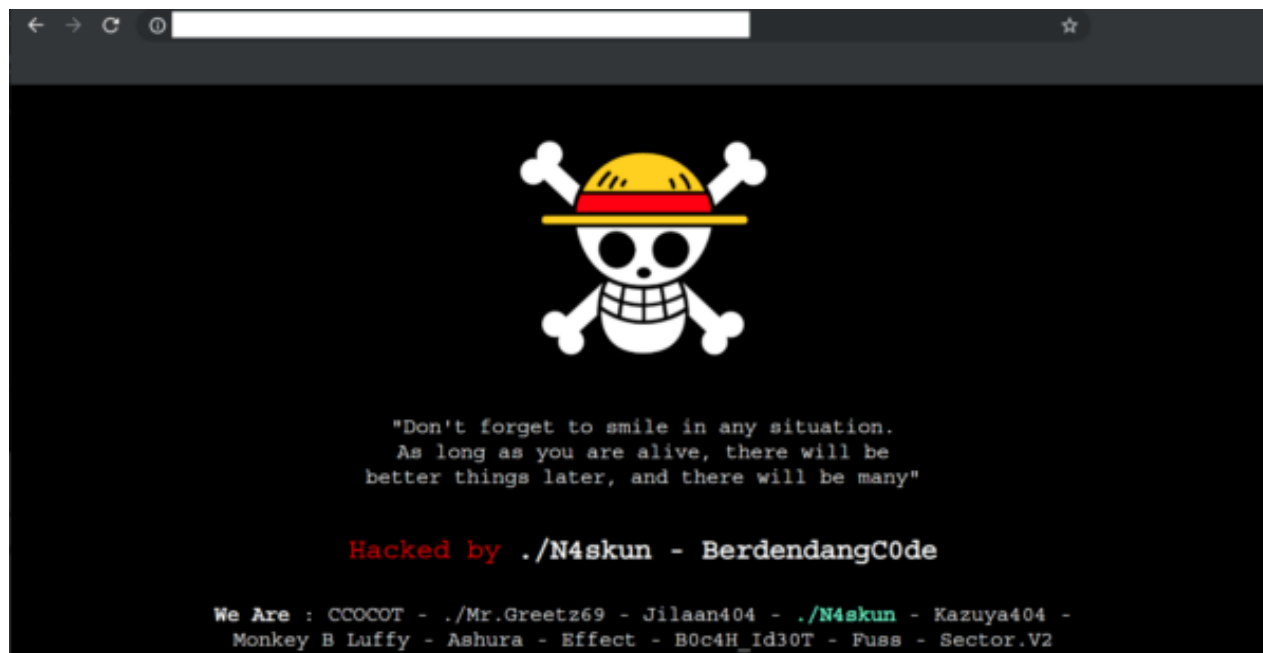 "Don't forget to smile in any situation.
As long as you are alive, there will be
better things later, and there will be many"
Hacked by ./N4skun - BerdendangC0de
We Are : CCOCOT - ./Mr.Greetz69 - Jilaan404 - ./N4skun - Kazuya404 -
Monkey B Luffy - Ashura - Effect - B0c4H_Id30T - Fuss - Sector.V2